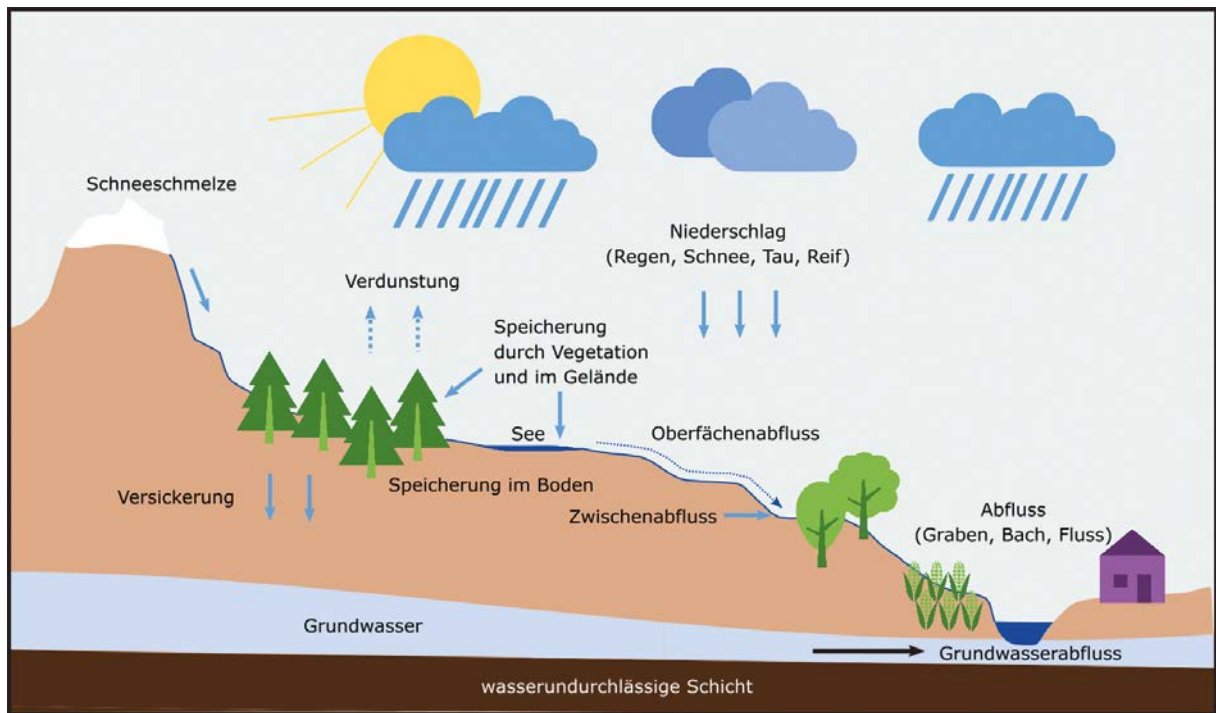 Schneeschmelze
Niederschlag
(Regen, Schnee, Tau, Reif)
Verdunstung
Speicherung
durch Vegetation
und im Gelände
See
Oberfächenabfluss
Versickerung
Speicherung im Boden
Zwischenabfluss
Abfluss
(Graben, Bach, Fluss)
Grundwasser
Grundwasserabfluss
wasserundurchlässige Schicht